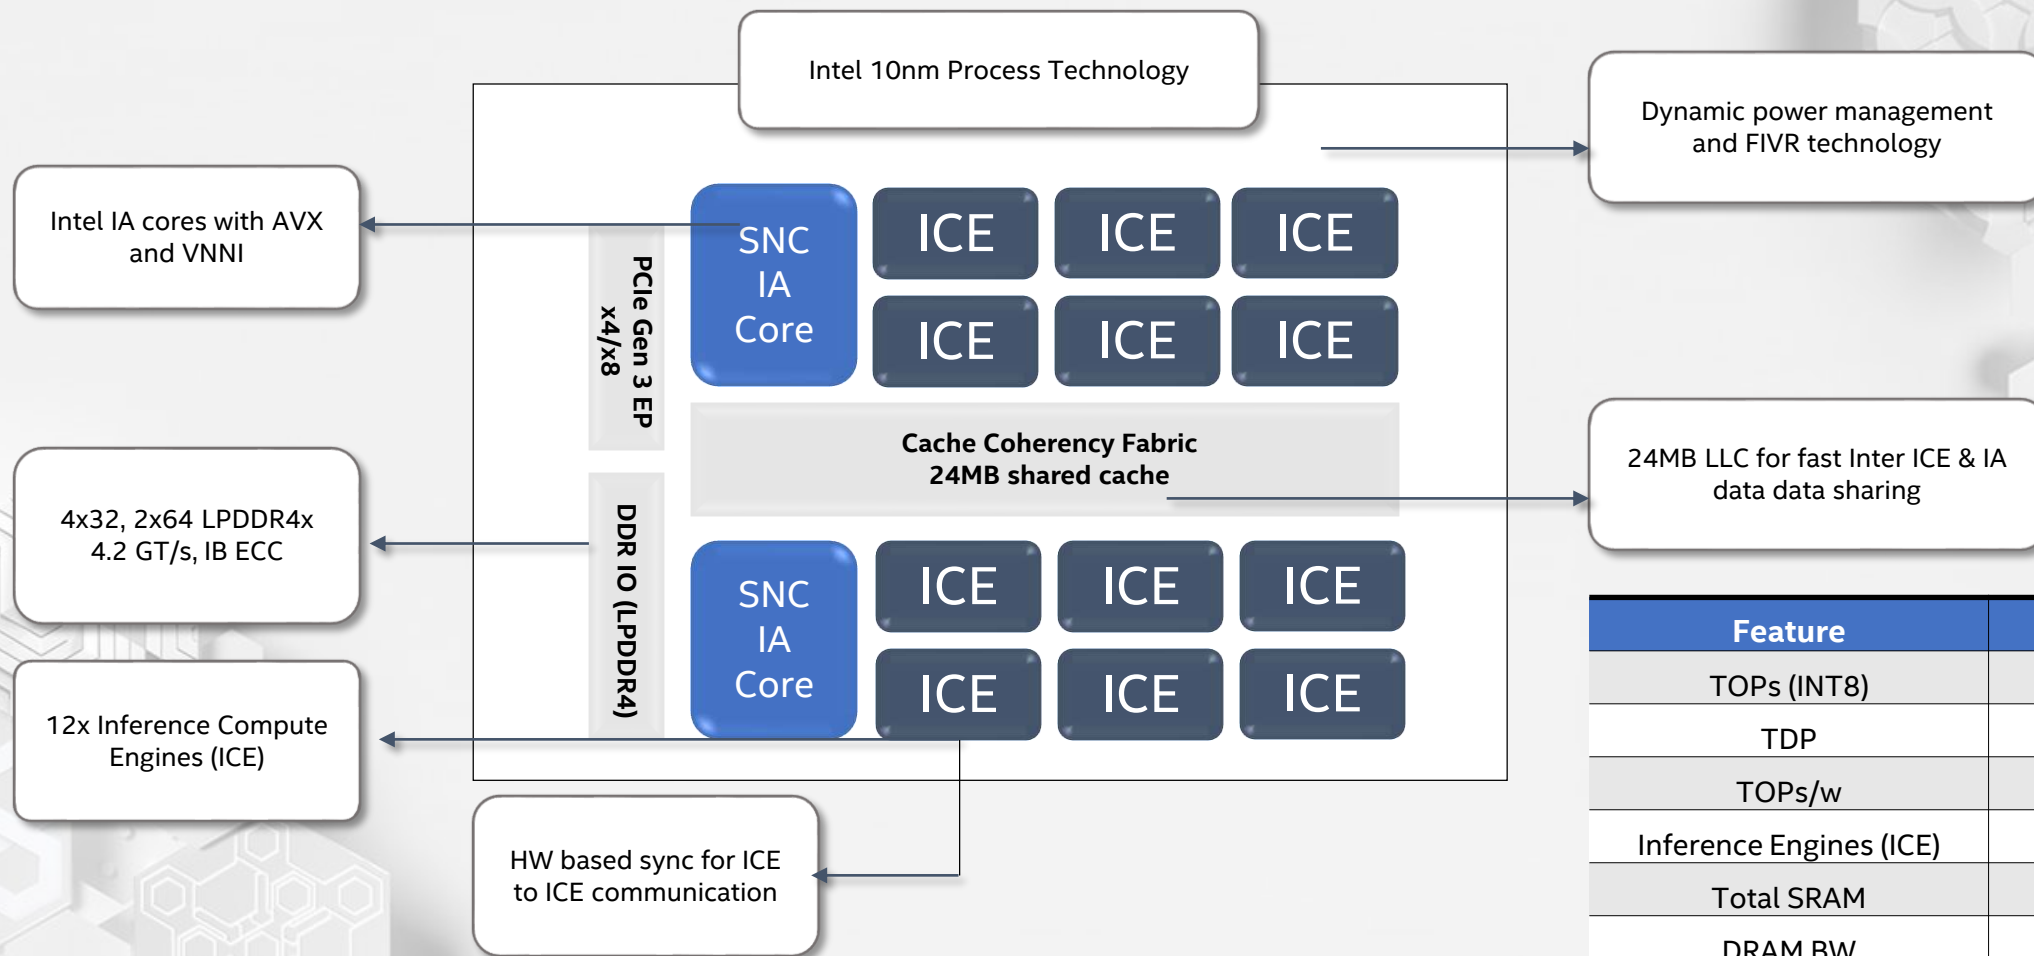 Intel 10nm Process Technology
Dynamic power management
and FIVR technology
Intel IA cores with AVX
and VNNI
PCIe Gen 3 EP
x4/x8
SNC
IA
Core
ICE
ICE
ICE
ICE
ICE
ICE
Cache Coherency Fabric
24MB shared cache
24MB LLC for fast Inter ICE & IA
data data sharing
4x32, 2x64 LPDDR4x
4.2 GT/s, IB ECC
DDR IO (LPDDR4)
SNC
IA
Core
ICE
ICE
ICE
ICE
ICE
ICE
12x Inference Compute
Engines (ICE)
HW based sync for ICE
to ICE communication
Feature
TOPs (INT8)
TDP
TOPs/w
Inference Engines (ICE)
Total SRAM
DRAM BW